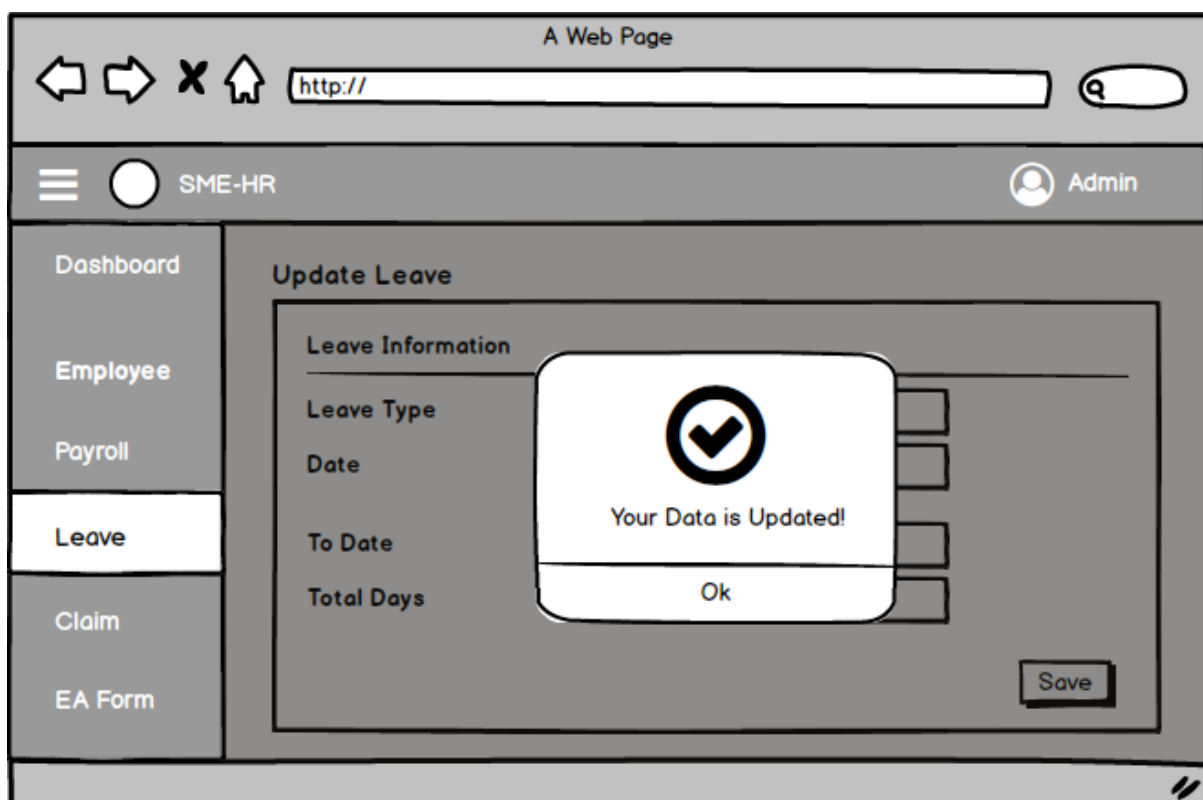 A Web Page
http://
SME-HR
Admin
Dashboard
Employee
Payroll
Leave
Claim
EA Form
Update Leave
Leave Information
Leave Type
Date
To Date
Total Days
Your Data is Updated!
Ok
Save